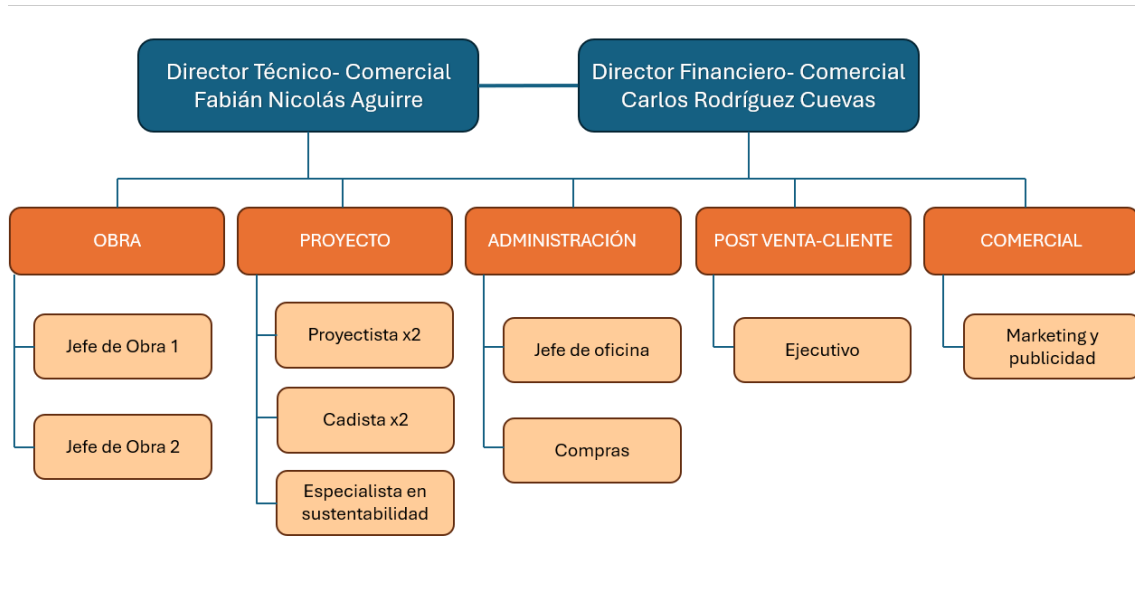 Director Técnico- Comercial
Fabián Nicolás Aguirre
Director Financiero- Comercial
Carlos Rodríguez Cuevas
OBRA
PROYECTO
ADMINISTRACIÓN
POST VENTA-CLIENTE
COMERCIAL
Jefe de Obra 1
Jefe de Obra 2
Proyectista x2
Cadista x2
Especialista en
sustentabilidad
Jefe de oficina
Compras
Ejecutivo
Marketing y
publicidad